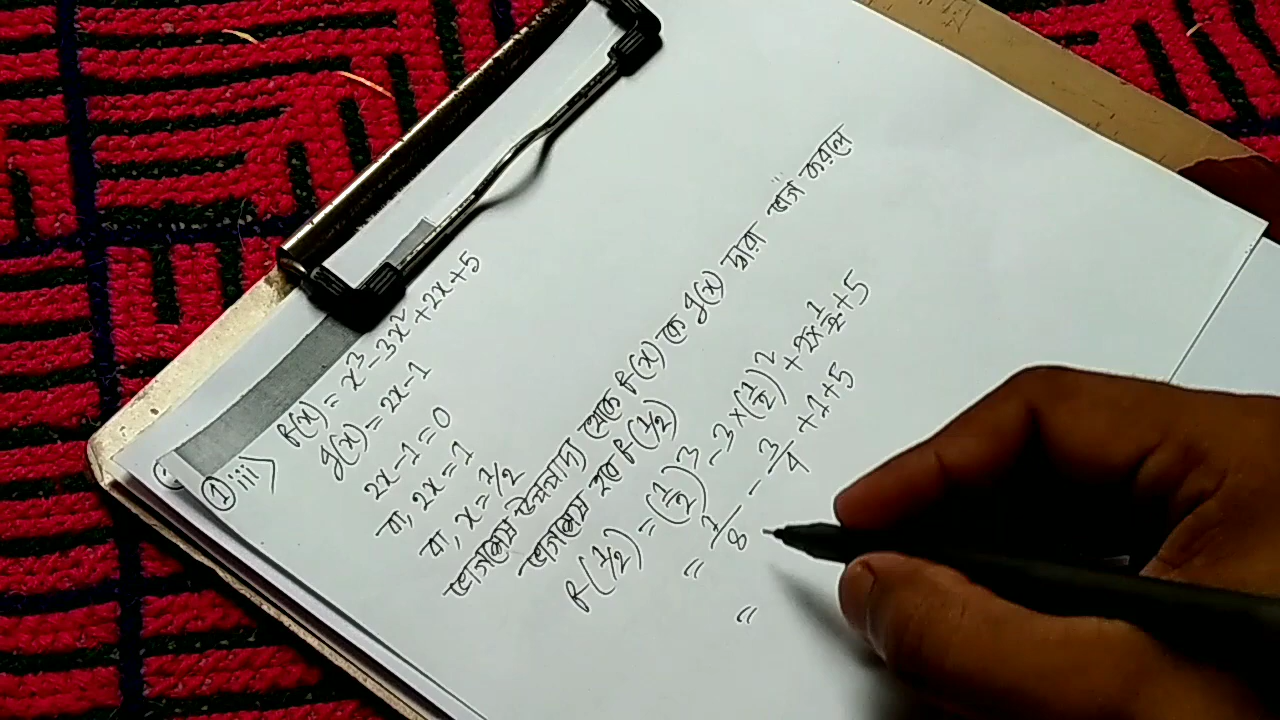 ① iii) f(x) = x³ - 3x² + 2x + 5
g(x) = 2x - 1
2x - 1 = 0
বা, 2x = 1
বা, x = 1/2
ভাগশেষ উপপাদ্য থেকে f(x) কে g(x) দ্বারা ভাগ করলে
ভাগশেষ হবে f(1/2)
f(1/2) = (1/2)³ - 3 × (1/2)² + 2 × 1/2 + 5
= 1/8 - 3/4 + 1 + 5
=